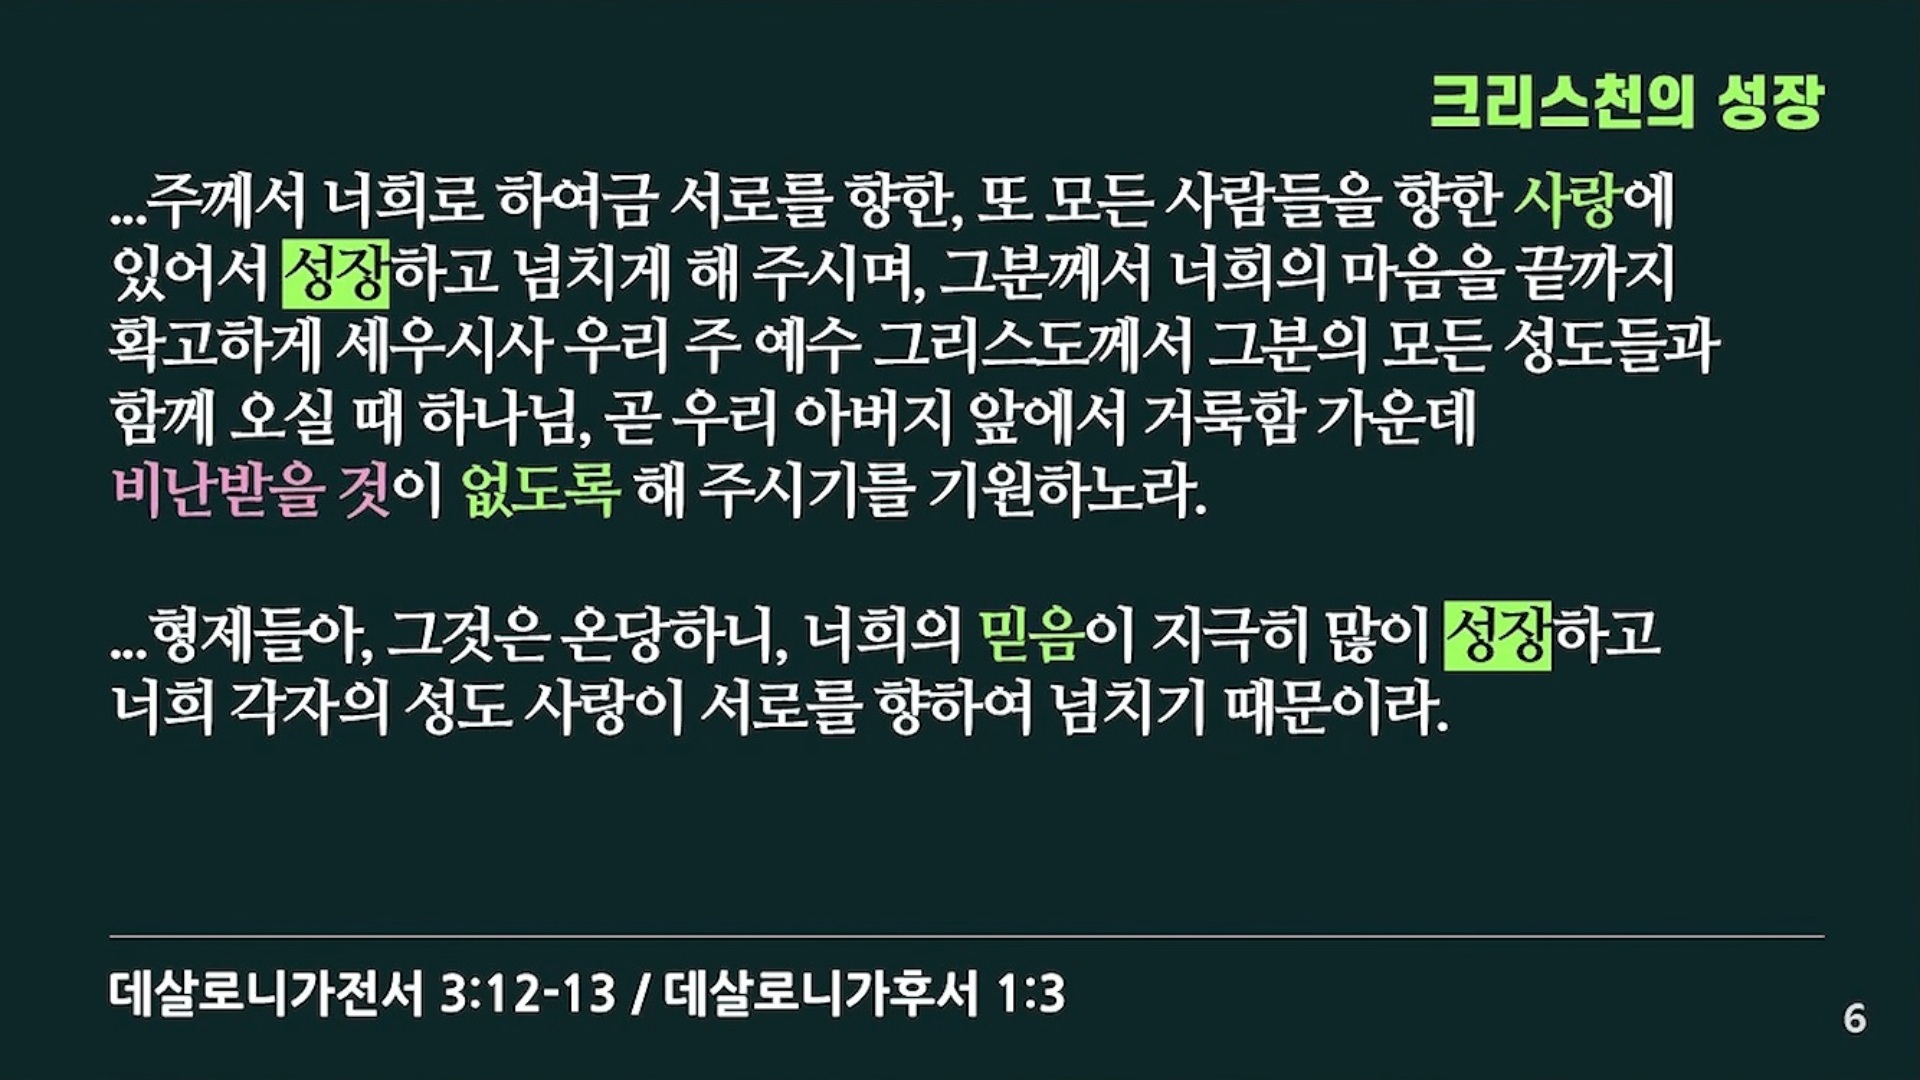 크리스천의 성장
...주께서 너희로 하여금 서로를 향한, 또 모든 사람들을 향한 사랑에
있어서 성장하고 넘치게 해 주시며, 그분께서 너희의 마음을 끝까지
확고하게 세우시사 우리 주 예수 그리스도께서 그분의 모든 성도들과
함께 오실 때 하나님, 곧 우리 아버지 앞에서 거룩함 가운데
비난받을 것이 없도록 해 주시기를 기원하노라.
...형제들아, 그것은 온당하니, 너희의 믿음이 지극히 많이 성장하고
너희 각자의 성도 사랑이 서로를 향하여 넘치기 때문이라.
데살로니가전서 3:12-13 / 데살로니가후서 1:3
6